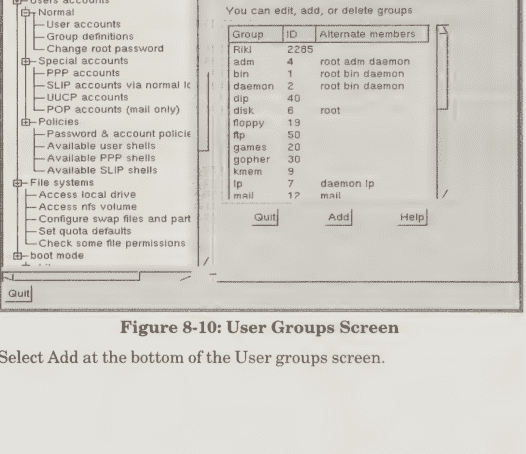 Users accounts
Normal
User accounts
Group definitions
Change root password
Special accounts
PPP accounts
SLIP accounts via normal lc
UUCP accounts
POP accounts (mail only)
Policies
Password & account policie
Available user shells
Available PPP shells
Available SLIP shells
File systems
Access local drive
Access nfs volume
Configure swap files and part
Set quota defaults
Check some file permissions
boot mode
Quit
You can edit, add, or delete groups
Group ID Alternate members
Riki 2285
adm 4 root adm daemon
bin 1 root bin daemon
daemon 2 root bin daemon
dip 40
disk 6 root
floppy 19
ftp 50
games 20
gopher 30
kmem 9
lp 7 daemon lp
mail 12 mail
Quit Add Help
Figure 8-10: User Groups Screen
Select Add at the bottom of the User groups screen.